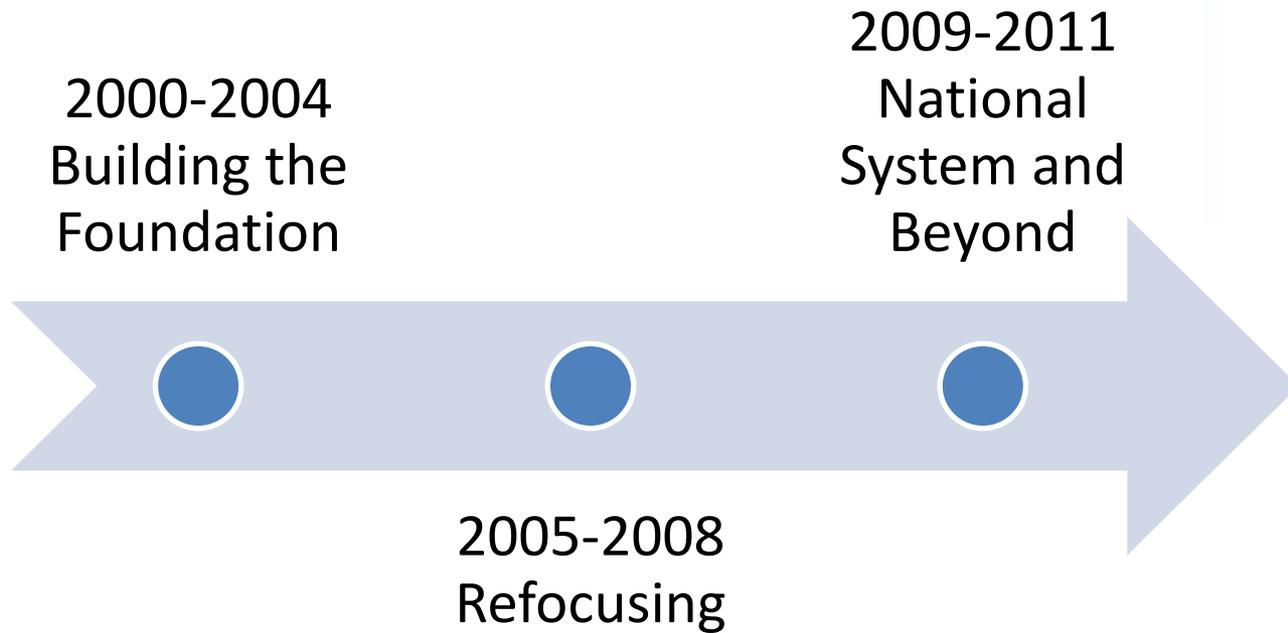 2000-2004
Building the
Foundation
2005-2008
Refocusing
2009-2011
National
System and
Beyond